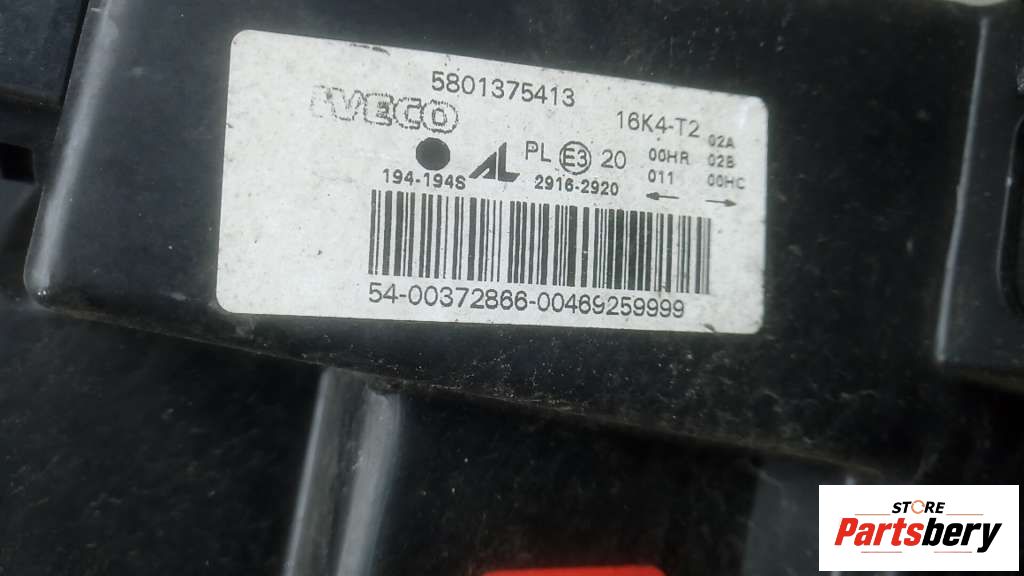 5801375413
IVECO
16K4-T2
02A
PL E3 20
00HR 02B
AL
011 00HC
194-194S
2916-2920
54-00372866-00469259999
STORE
Partsbery